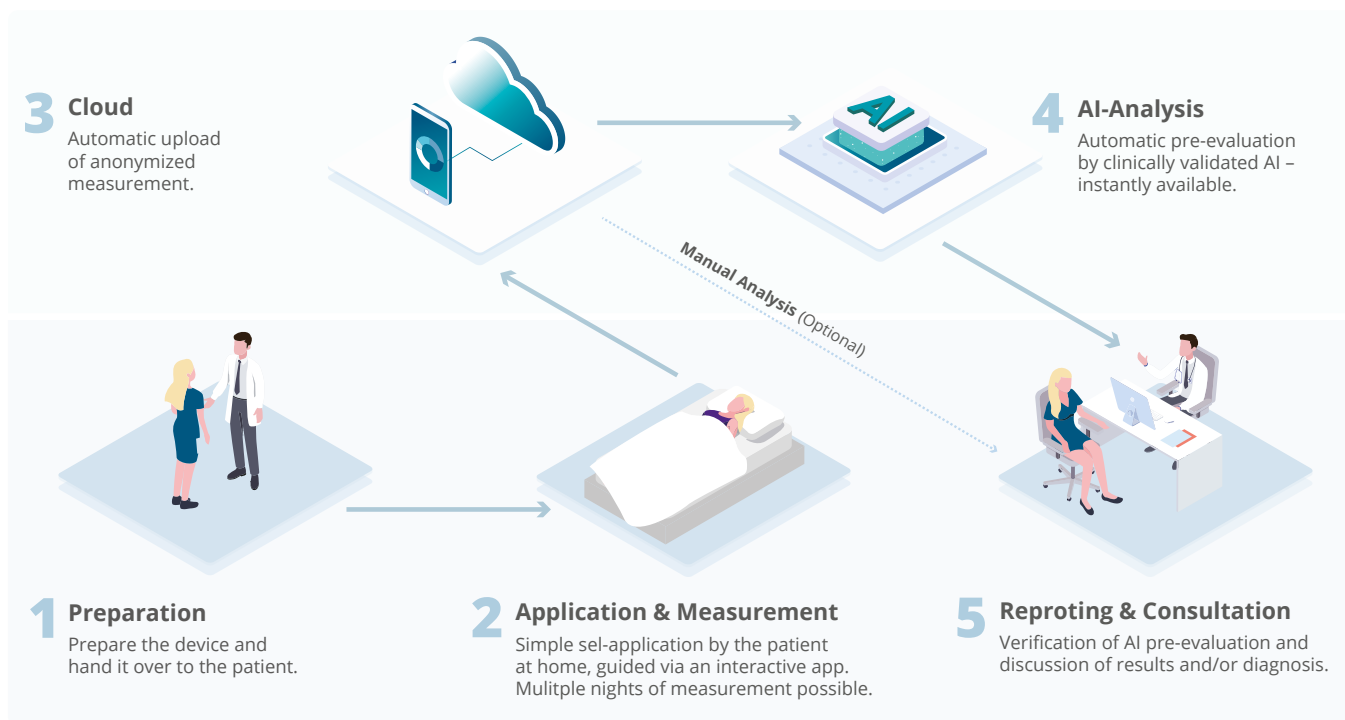 3 Cloud
Automatic upload
of anonymized
measurement.
AI
4 AI-Analysis
Automatic pre-evaluation
by clinically validated AI –
instantly available.
Manual Analysis (Optional)
1 Preparation
Prepare the device and
hand it over to the patient.
2 Application & Measurement
Simple sel-application by the patient
at home, guided via an interactive app.
Mulitple nights of measurement possible.
5 Reproting & Consultation
Verification of AI pre-evaluation and
discussion of results and/or diagnosis.